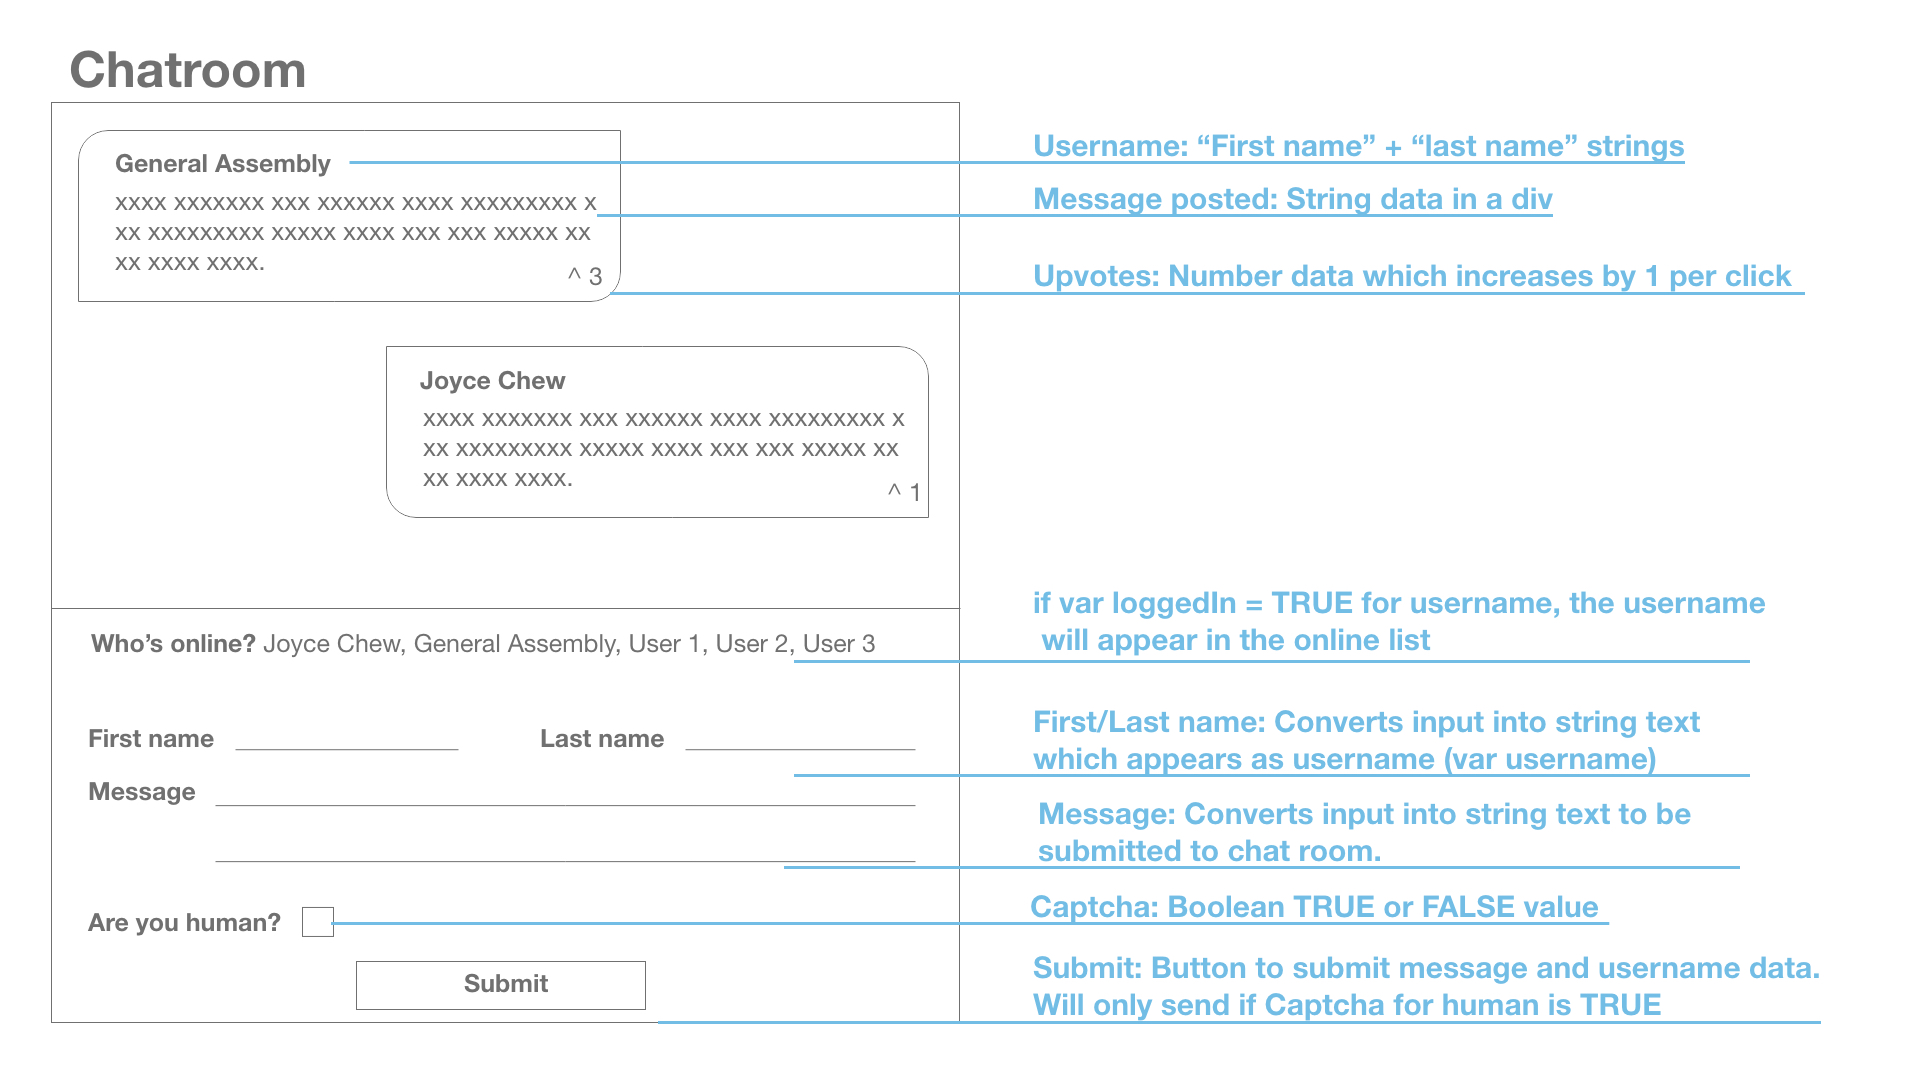 Chatroom
General Assembly
xxxx xxxxxxx xxx xxxxxx xxxx xxxxxxxxx x
xx xxxxxxxxx xxxxx xxxx xxx xxx xxxxx xx
xx xxxx xxxx.
^ 3
Username: “First name” + “last name” strings
Message posted: String data in a div
Upvotes: Number data which increases by 1 per click
Joyce Chew
xxxx xxxxxxx xxx xxxxxx xxxx xxxxxxxxx x
xx xxxxxxxxx xxxxx xxxx xxx xxx xxxxx xx
xx xxxx xxxx.
^ 1
Who’s online? Joyce Chew, General Assembly, User 1, User 2, User 3
if var loggedIn = TRUE for username, the username
will appear in the online list
First name
Last name
First/Last name: Converts input into string text
which appears as username (var username)
Message
Message: Converts input into string text to be
submitted to chat room.
Are you human?
Captcha: Boolean TRUE or FALSE value
Submit
Submit: Button to submit message and username data.
Will only send if Captcha for human is TRUE